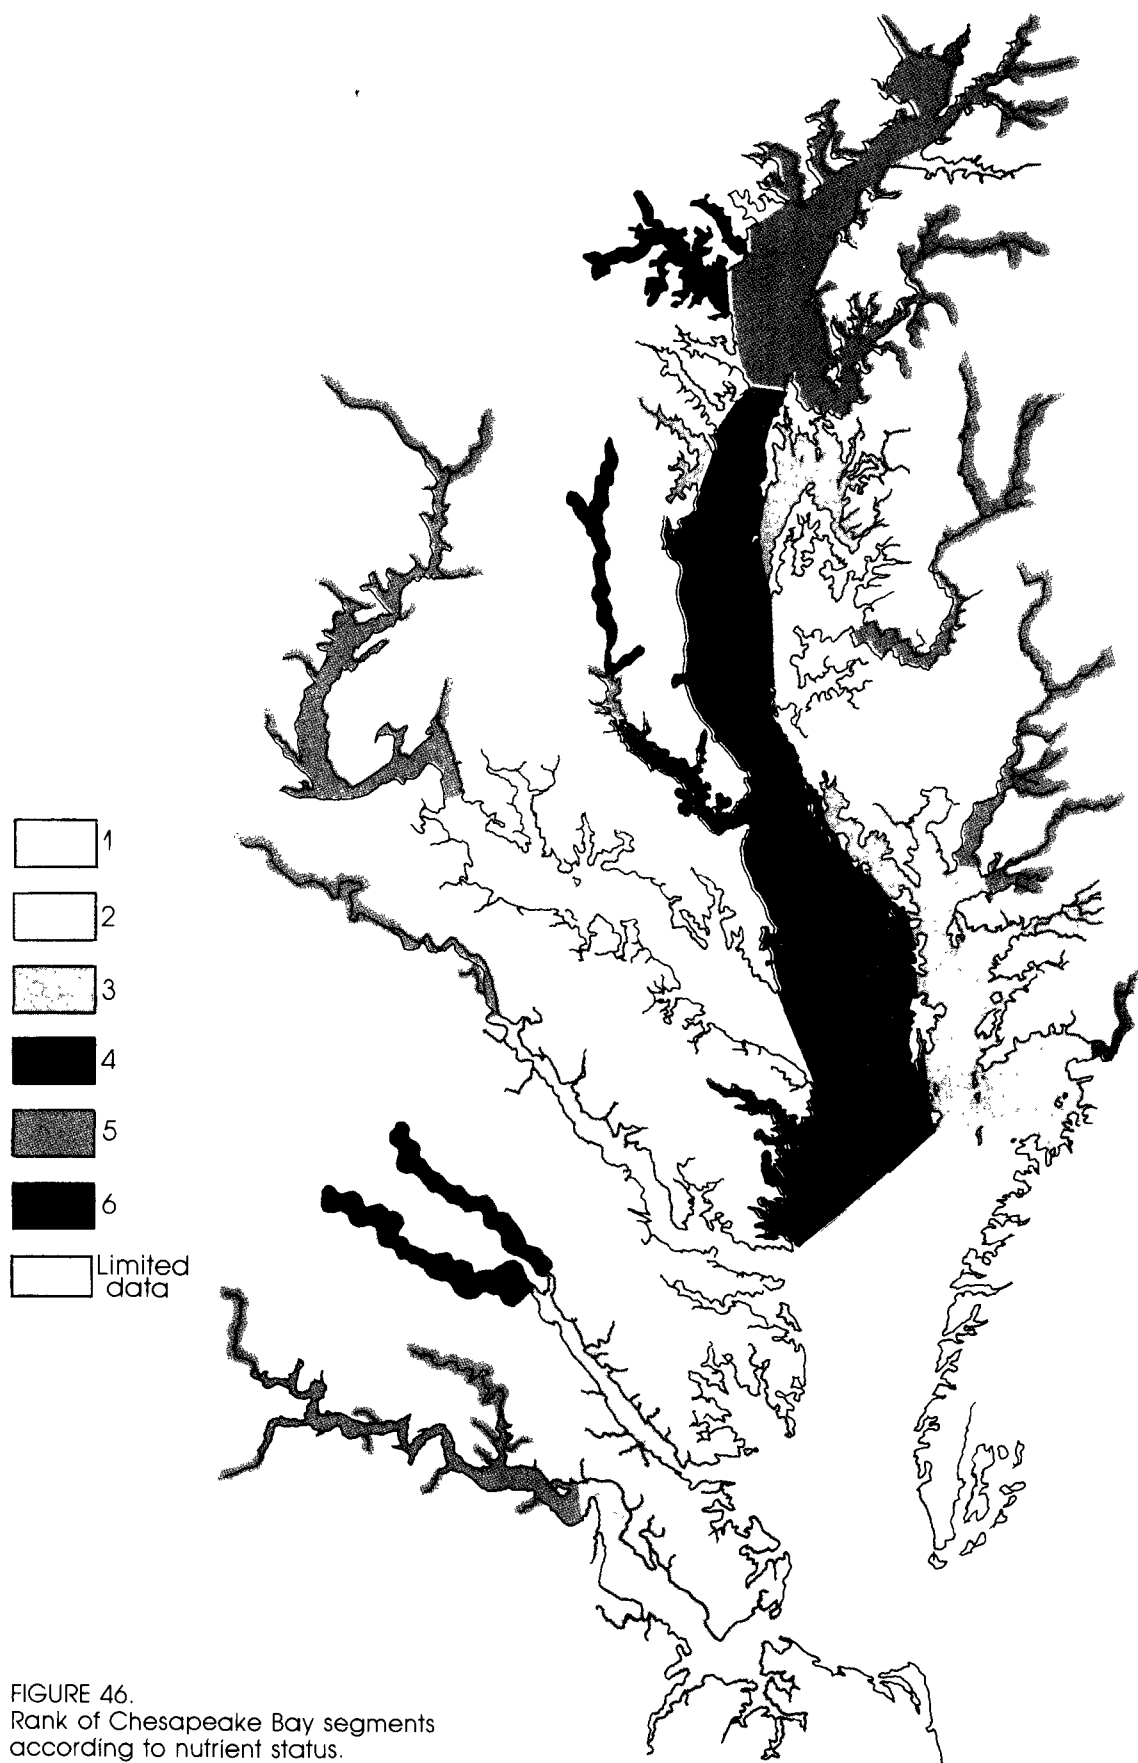 1
2
3
4
5
6
Limited
data
FIGURE 46.
Rank of Chesapeake Bay segments
according to nutrient status.